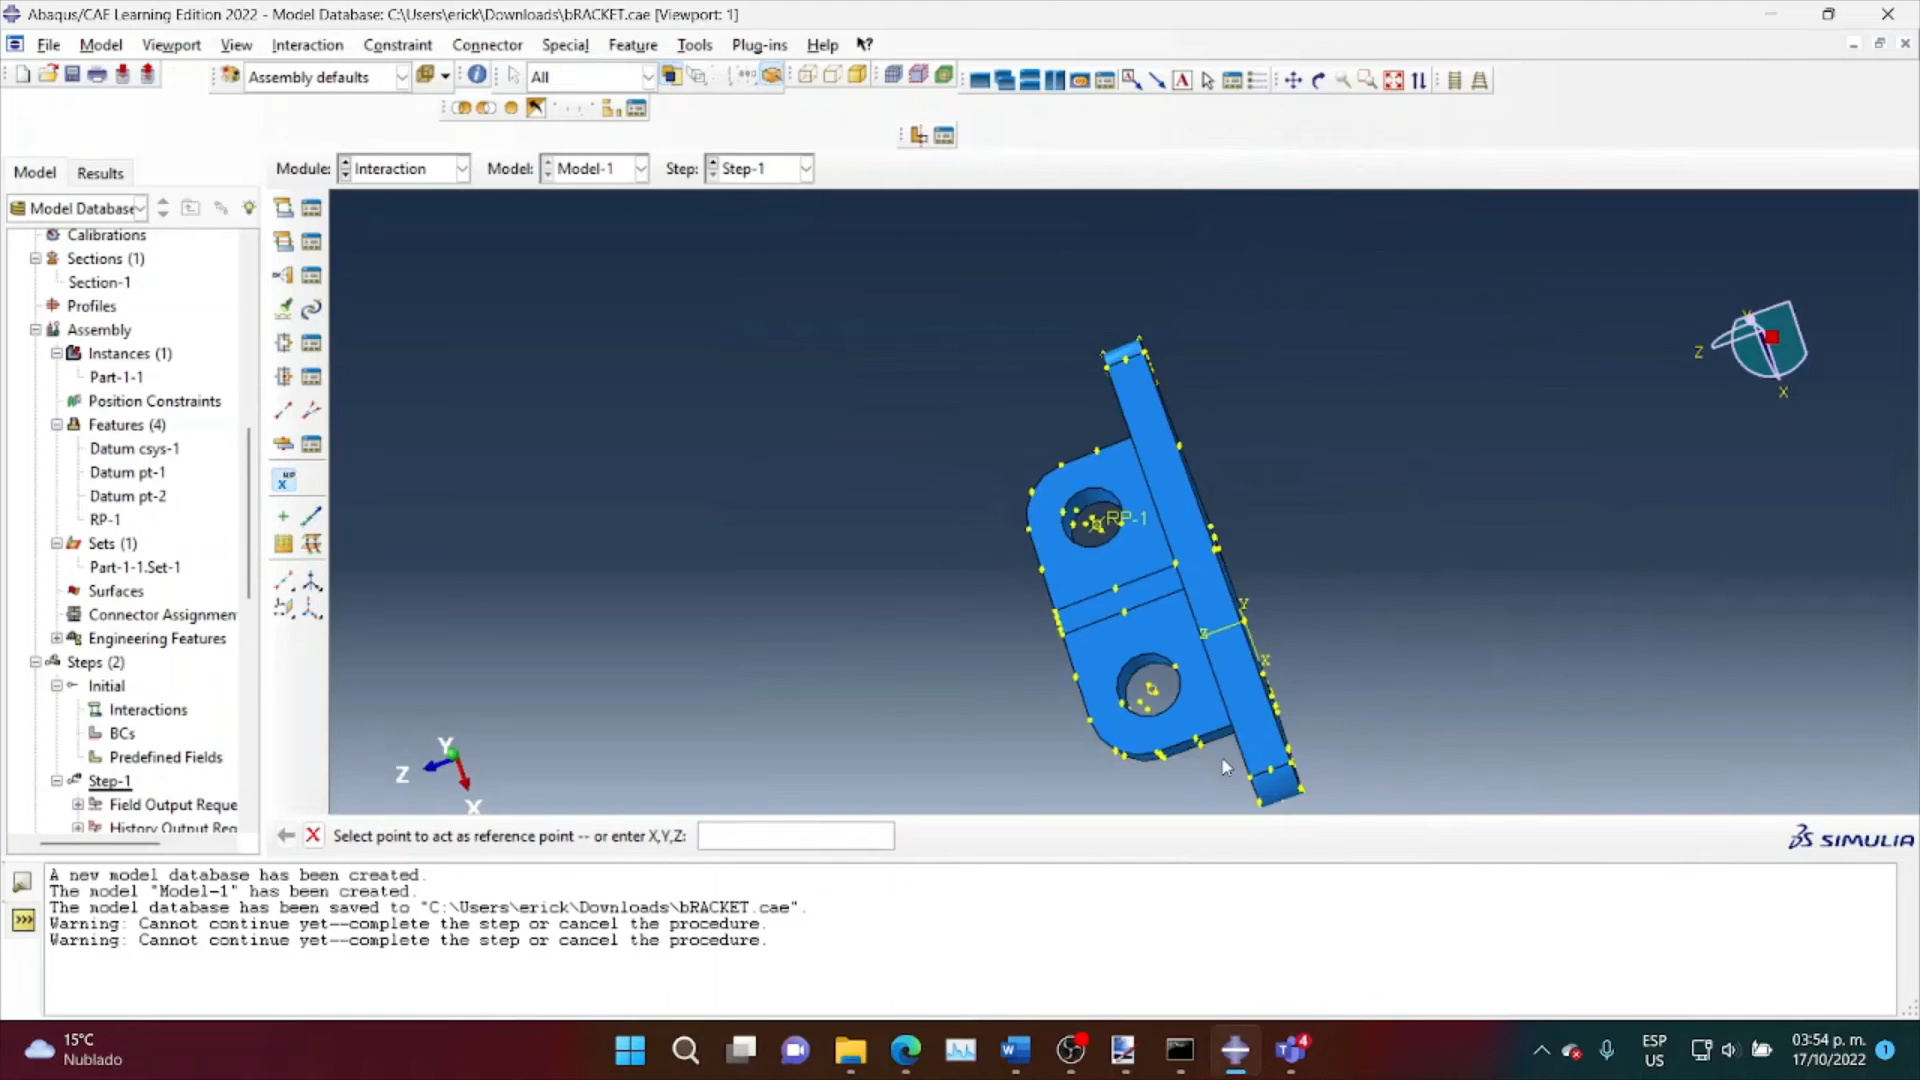 Abaqus/CAE Learning Edition 2022 - Model Database: C:\Users\erick\Downloads\bRACKET.cae [Viewport: 1]
File Model Viewport View Interaction Constraint Connector Special Feature Tools Plug-ins Help
Assembly defaults
All
A
Model Results
Module: Interaction Model: Model-1 Step: Step-1
Model Database
Calibrations
Sections (1)
Section-1
Profiles
Assembly
Instances (1)
Part-1-1
Position Constraints
Features (4)
Datum csys-1
Datum pt-1
Datum pt-2
RP-1
Sets (1)
Part-1-1.Set-1
Surfaces
Connector Assignmen
Engineering Features
Steps (2)
Initial
Interactions
BCs
Predefined Fields
Step-1
Field Output Reque
History Output Req
RP
X
RP-1
Y
Z
X
Y
Z
X
Y
Z
X
Select point to act as reference point -- or enter X,Y,Z:
SIMULIA
A new model database has been created.
The model "Model-1" has been created.
The model database has been saved to "C:\Users\erick\Downloads\bRACKET.cae".
Warning: Cannot continue yet--complete the step or cancel the procedure.
Warning: Cannot continue yet--complete the step or cancel the procedure.
>>>
15°C
Nublado
4
ESP
US
03:54 p. m.
17/10/2022
1